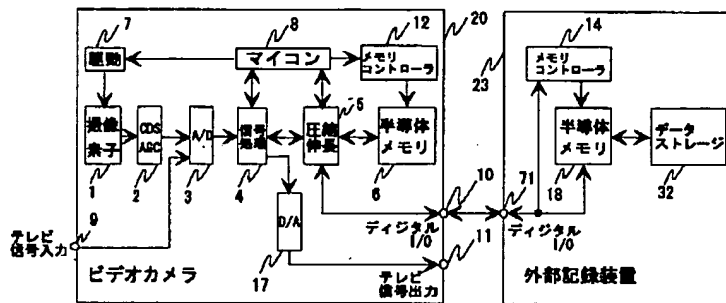 7
8
12
20
14
駆動
マイコン
メモリ
コントローラ
23
メモリ
コントローラ
5
撮像
素子
CDS
AGC
A/D
信号
処理
圧縮
伸長
半導体
メモリ
半導体
メモリ
データ
ストレージ
1
2
3
4
6
10
71
18
32
9
D/A
ディジタル
I/O
11
ディジタル
I/O
テレビ
信号入力
ビデオカメラ
17
テレビ
信号出力
外部記録装置